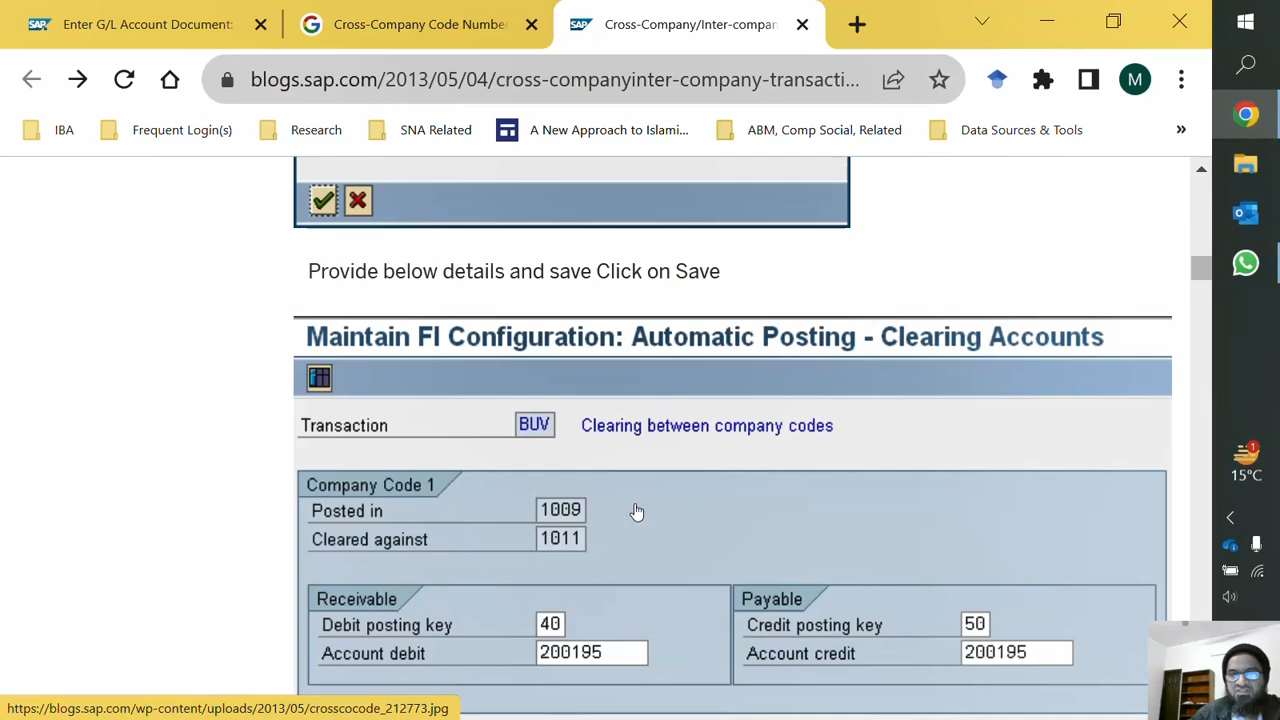 SAP Enter G/L Account Document:
Cross-Company Code Number
SAP Cross-Company/Inter-compan
blogs.sap.com/2013/05/04/cross-companyinter-company-transacti...
M
IBA
Frequent Login(s)
Research
SNA Related
A New Approach to Islami...
ABM, Comp Social, Related
Data Sources & Tools
»
Provide below details and save Click on Save
Maintain FI Configuration: Automatic Posting - Clearing Accounts
Transaction BUV Clearing between company codes
Company Code 1
Posted in 1009
Cleared against 1011
Receivable
Debit posting key 40
Account debit 200195
Payable
Credit posting key 50
Account credit 200195
https://blogs.sap.com/wp-content/uploads/2013/05/crosscocode_212773.jpg
1
15°C